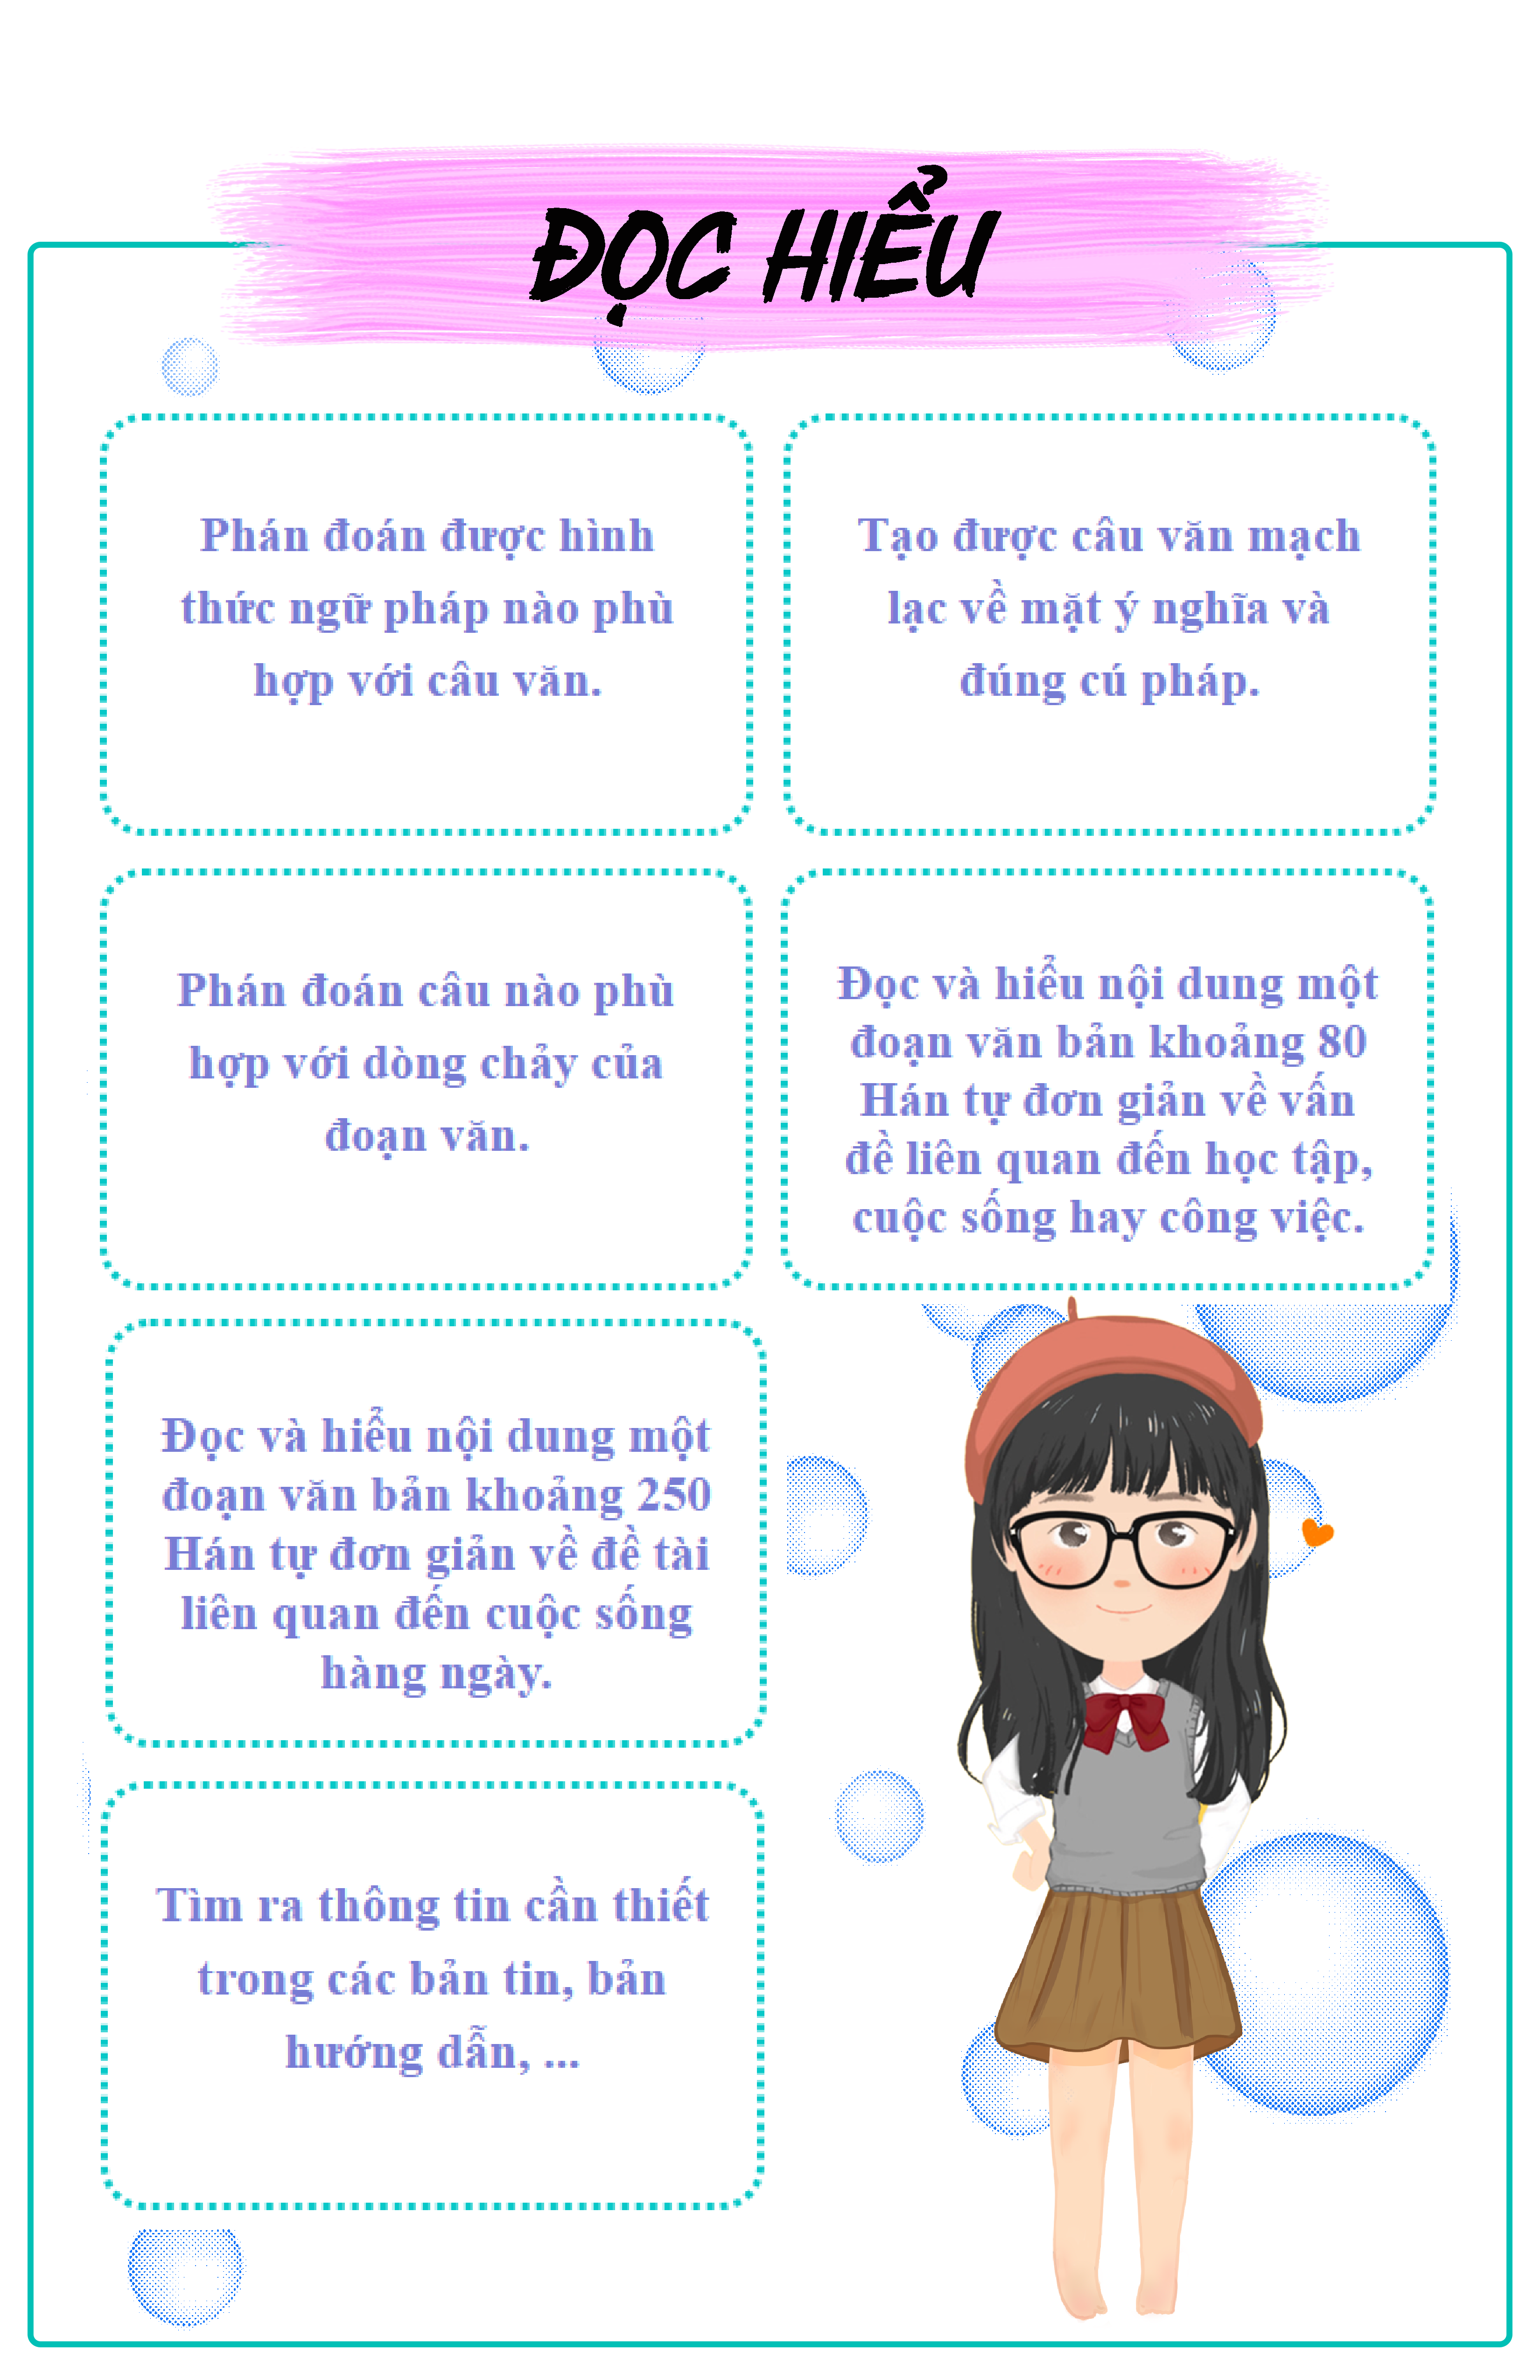 ĐỌC HIỂU
Phán đoán được hình
thức ngữ pháp nào phù
hợp với câu văn.
Tạo được câu văn mạch
lạc về mặt ý nghĩa và
đúng cú pháp.
Phán đoán câu nào phù
hợp với dòng chảy của
đoạn văn.
Đọc và hiểu nội dung một
đoạn văn bản khoảng 80
Hán tự đơn giản về vấn
đề liên quan đến học tập,
cuộc sống hay công việc.
Đọc và hiểu nội dung một
đoạn văn bản khoảng 250
Hán tự đơn giản về đề tài
liên quan đến cuộc sống
hàng ngày.
Tìm ra thông tin cần thiết
trong các bản tin, bản
hướng dẫn, ...